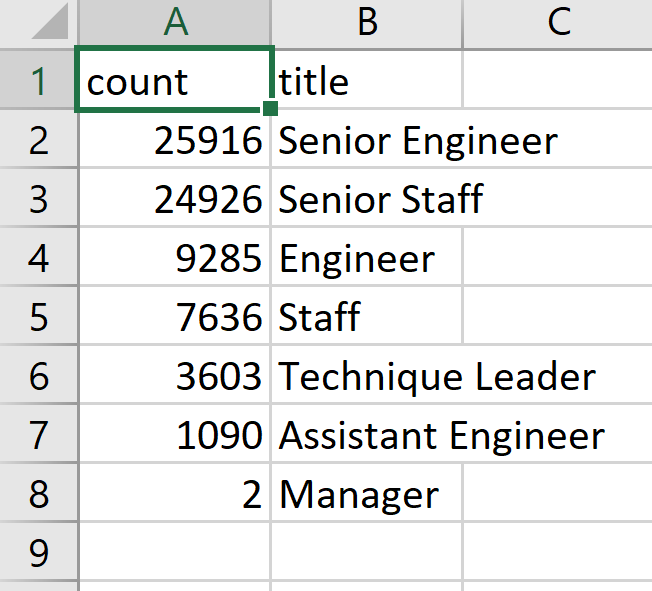 A B C
1 count title
2 25916 Senior Engineer
3 24926 Senior Staff
4 9285 Engineer
5 7636 Staff
6 3603 Technique Leader
7 1090 Assistant Engineer
8 2 Manager
9